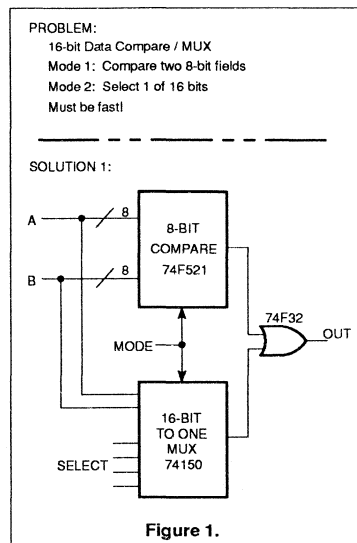 PROBLEM:
16-bit Data Compare / MUX
Mode 1: Compare two 8-bit fields
Mode 2: Select 1 of 16 bits
Must be fast!
SOLUTION 1:
A
8
8-BIT
COMPARE
74F521
B
8
MODE
74F32
OUT
16-BIT
TO ONE
MUX
74150
SELECT
Figure 1.